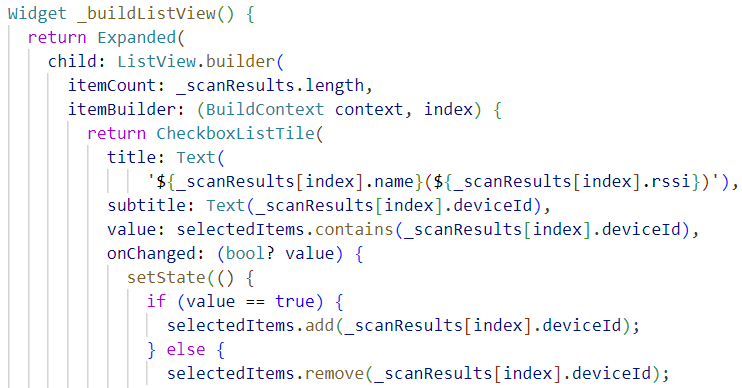 Widget _buildListView() {
return Expanded(
child: ListView.builder(
itemCount: _scanResults.length,
itemBuilder: (BuildContext context, index) {
return CheckboxListTile(
title: Text(
'${_scanResults[index].name}(${_scanResults[index].rssi})'),
subtitle: Text(_scanResults[index].deviceId),
value: selectedItems.contains(_scanResults[index].deviceId),
onChanged: (bool? value) {
setState(() {
if (value == true) {
selectedItems.add(_scanResults[index].deviceId);
} else {
selectedItems.remove(_scanResults[index].deviceId);